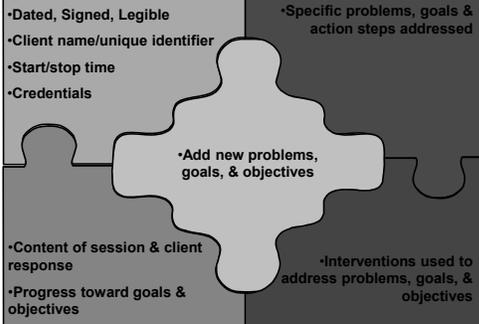 •Dated, Signed, Legible
•Client name/unique identifier
•Start/stop time
•Credentials
•Specific problems, goals &
action steps addressed
•Add new problems,
goals, & objectives
•Content of session & client
response
•Progress toward goals &
objectives
•Interventions used to
address problems, goals, &
objectives